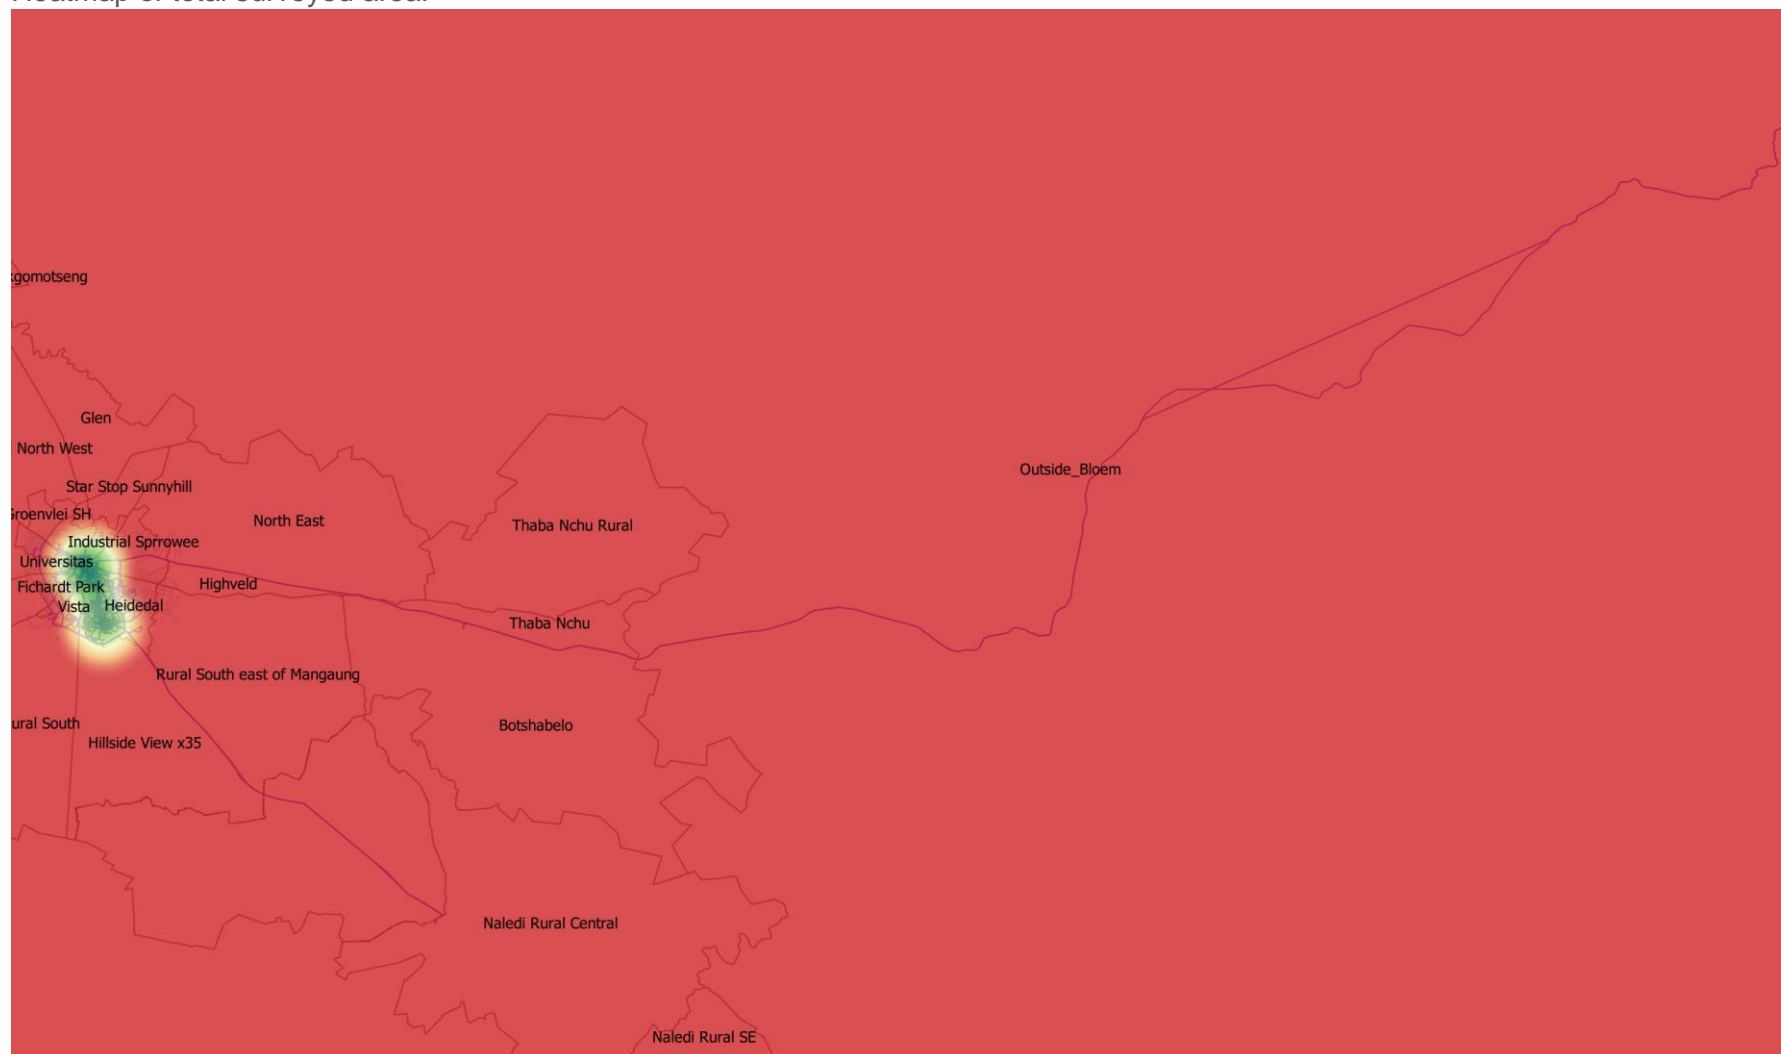 Heatmap of total surveyed area.
kgomotseng
Glen
North West
Star Stop Sunnyhill
Groenvlei SH
North East
Thaba Nchu Rural
Outside_Bloem
Industrial Sprrowee
Universitas
Fichardt Park
Highveld
Vista
Heidedal
Thaba Nchu
Rural South east of Mangaung
ural South
Hillside View x35
Botshabelo
Naledi Rural Central
Naledi Rural SE